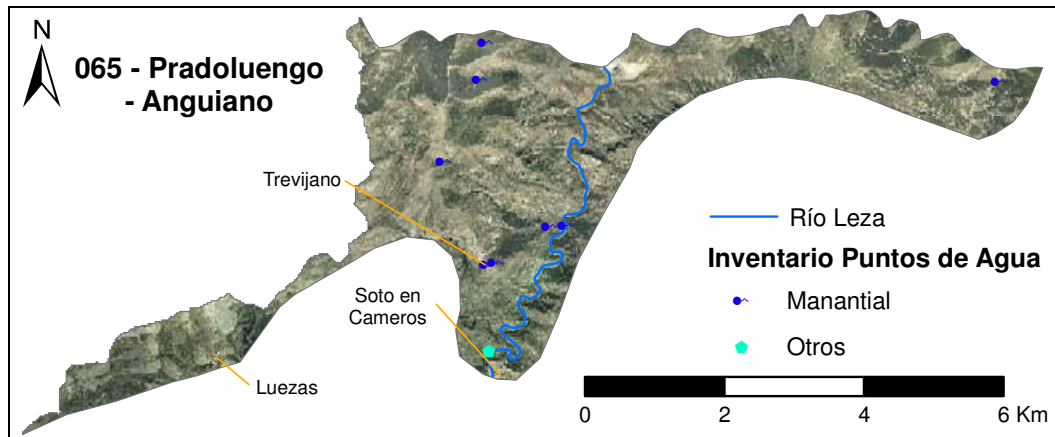 N
065 - Pradoluengo
- Anguiano
Trevijano
Soto en
Cameros
Luezas
Río Leza
Inventario Puntos de Agua
Manantial
Otros
0 2 4 6 Km